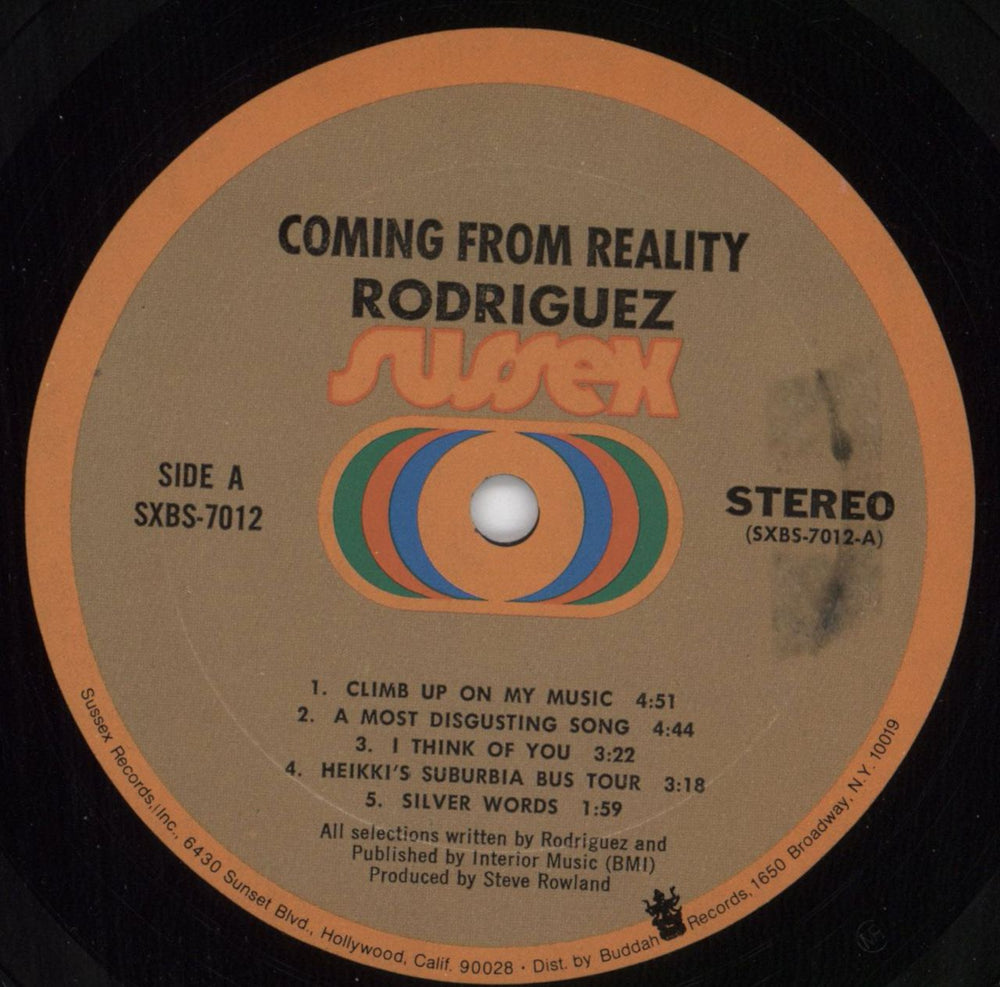 COMING FROM REALITY
RODRIGUEZ
sussex
SIDE A
SXBS-7012
STEREO
(SXBS-7012-A)
1. CLIMB UP ON MY MUSIC 4:51
2. A MOST DISGUSTING SONG 4:44
3. I THINK OF YOU 3:22
4. HEIKKI'S SUBURBIA BUS TOUR 3:18
5. SILVER WORDS 1:59
All selections written by Rodriguez and
Published by Interior Music (BMI)
Produced by Steve Rowland
Sussex Records, Inc., 6430 Sunset Blvd., Hollywood, Calif. 90028 · Dist. by Buddah Records, 1650 Broadway, N.Y. 10019